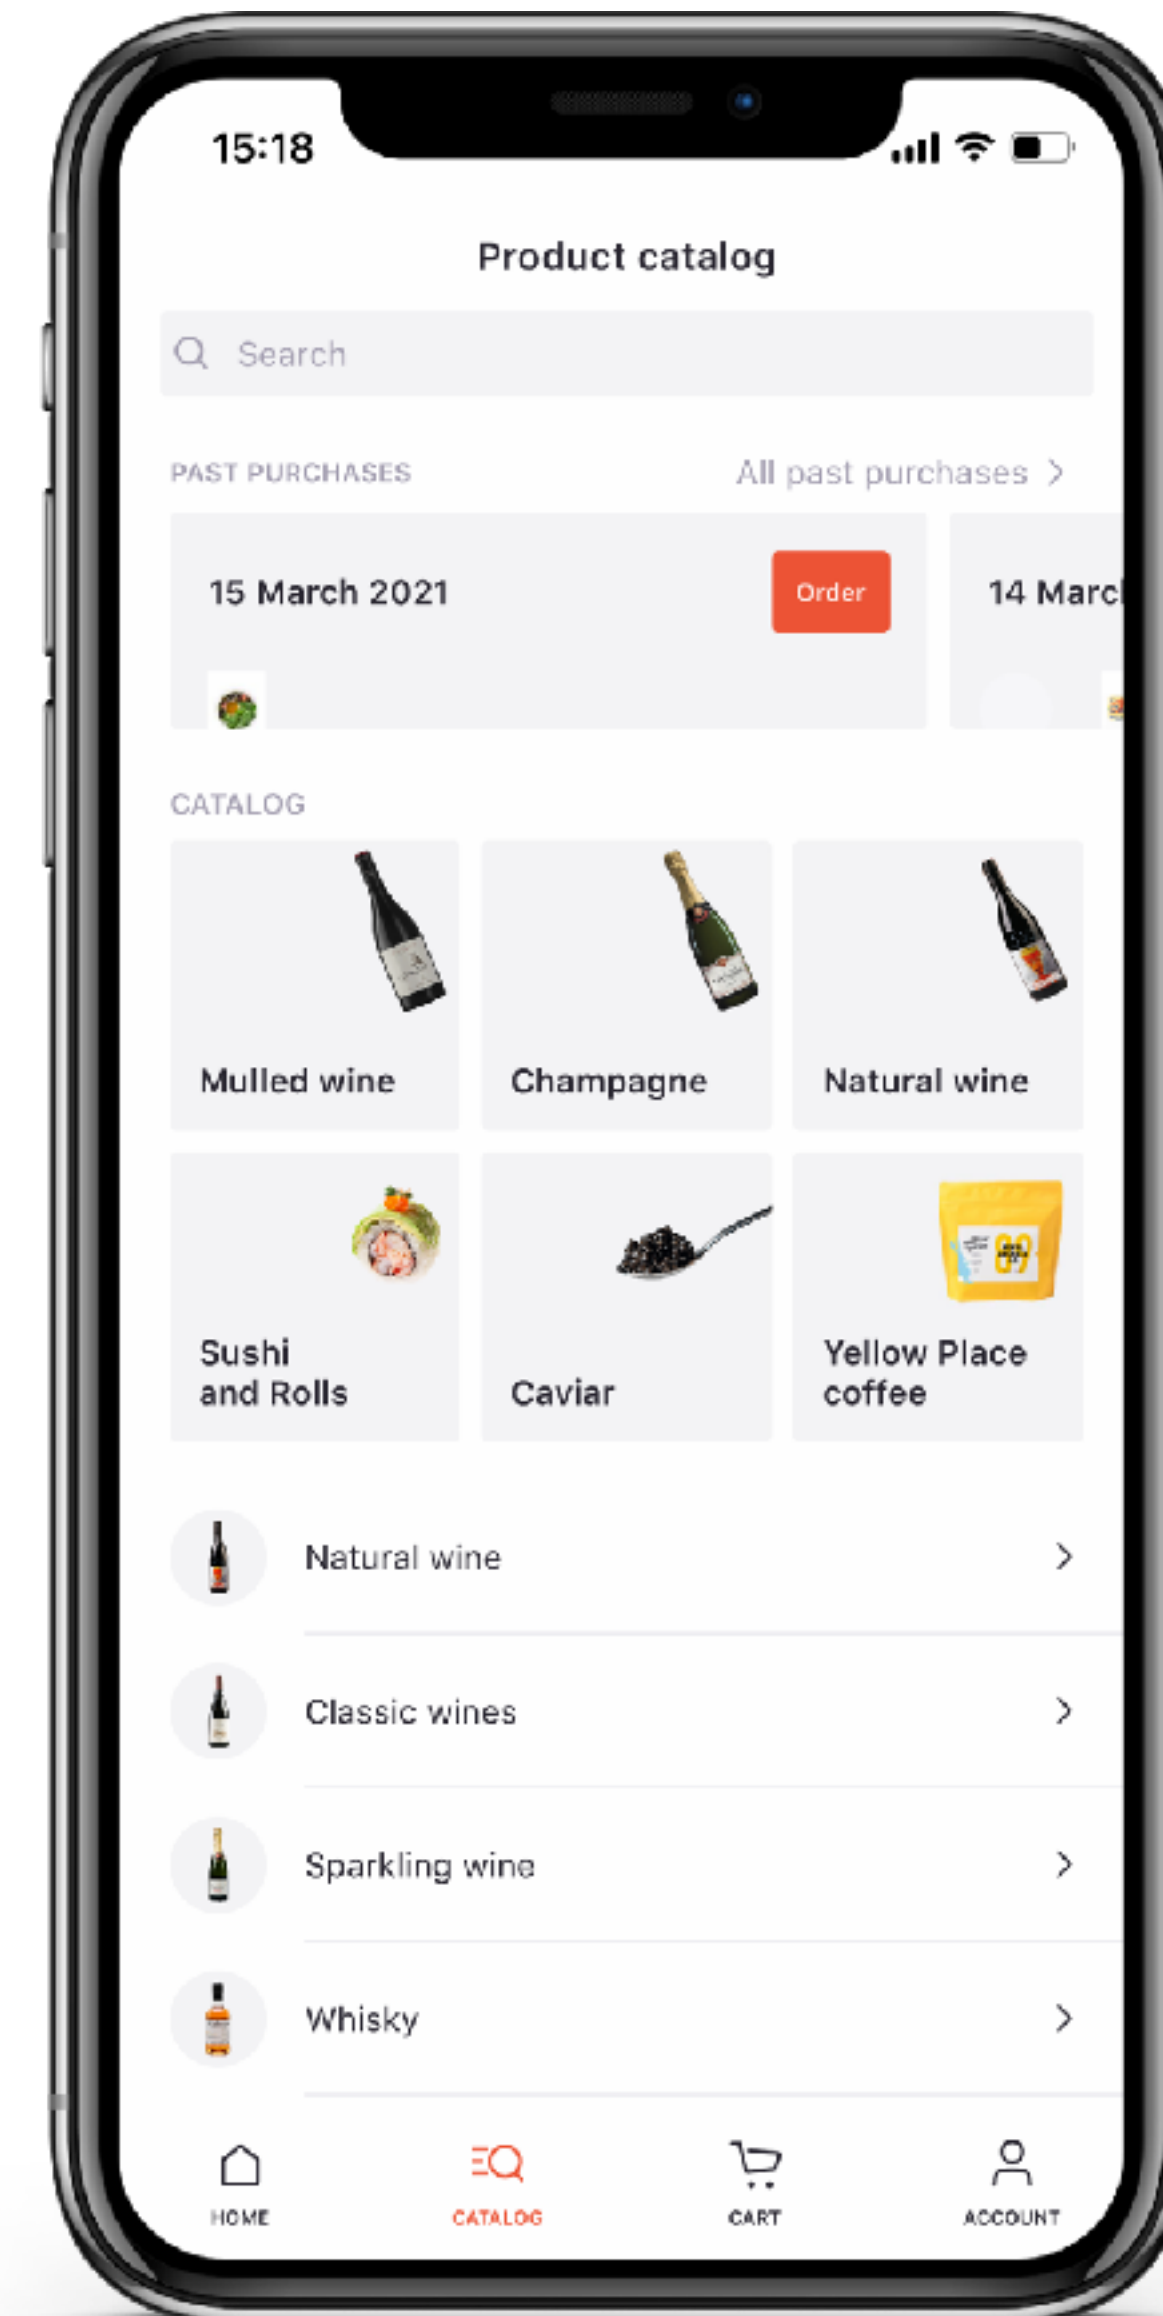 15:18
Product catalog
Search
PAST PURCHASES
All past purchases
15 March 2021
Order
14 Marc
CATALOG
Mulled wine
Champagne
Natural wine
Sushi
and Rolls
Caviar
Yellow Place
coffee
Natural wine
Classic wines
Sparkling wine
Whisky
HOME
CATALOG
CART
ACCOUNT